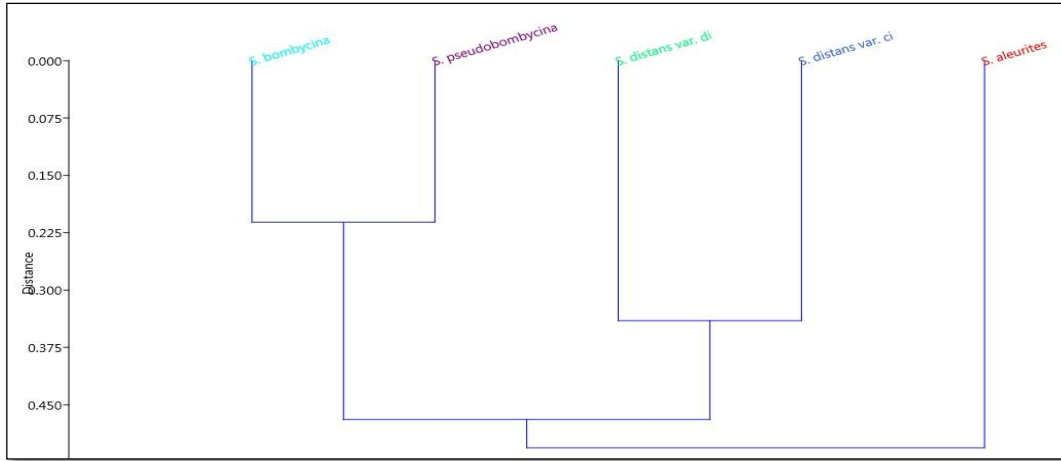 S. bombycina
S. pseudobombycina
S. distans var. di
S. distans var. ci
S. aleurites
0.000
0.075
0.150
0.225
0.300
0.375
0.450
Distance